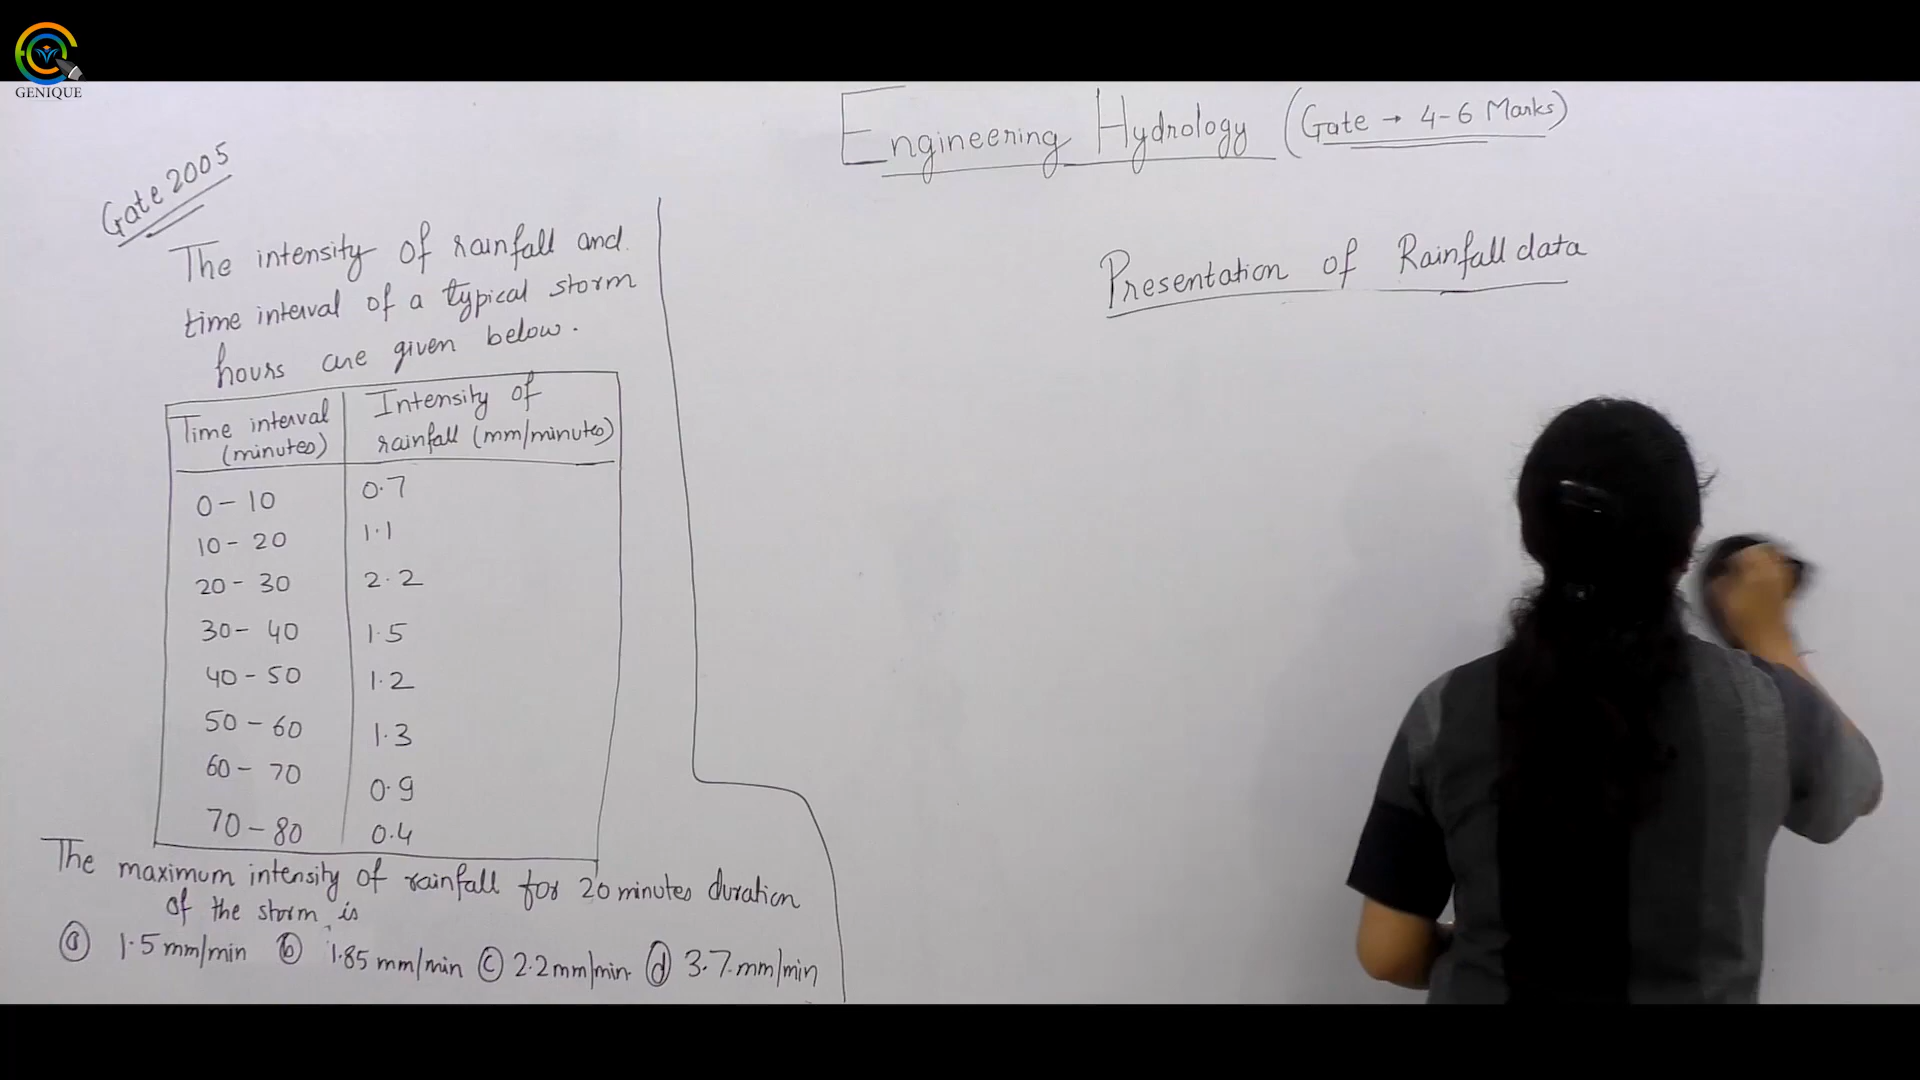 GENIQUE
Engineering Hydrology (Gate → 4-6 Marks)
Gate 2005
The intensity of rainfall and
time interval of a typical storm
hours are given below.
Time interval (minutes) Intensity of rainfall (mm/minutes)
0-10 0.7
10-20 1.1
20-30 2.2
30-40 1.5
40-50 1.2
50-60 1.3
60-70 0.9
70-80 0.4
The maximum intensity of rainfall for 20 minutes duration
of the storm is
(a) 1.5 mm/min (b) 1.85 mm/min (c) 2.2 mm/min (d) 3.7 mm/min
Presentation of Rainfall data